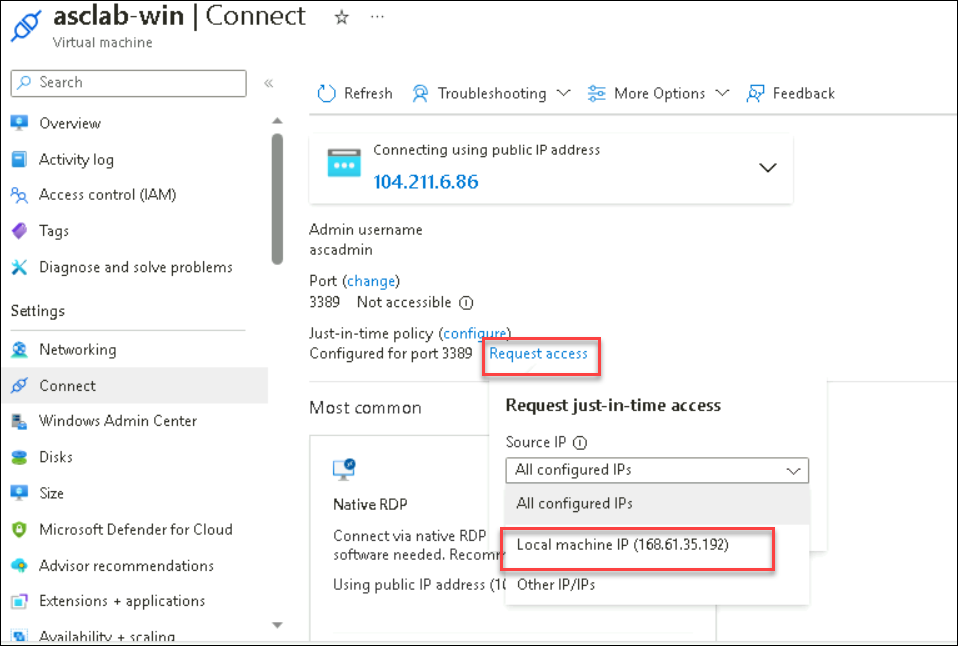 asclab-win | Connect
Virtual machine
Search
Overview
Activity log
Access control (IAM)
Tags
Diagnose and solve problems
Settings
Networking
Connect
Windows Admin Center
Disks
Size
Microsoft Defender for Cloud
Advisor recommendations
Extensions + applications
Availability + scaling
Refresh
Troubleshooting
More Options
Feedback
Connecting using public IP address
104.211.6.86
Admin username
ascadmin
Port (change)
3389 Not accessible
Just-in-time policy (configure)
Configured for port 3389 Request access
Most common
Native RDP
Connect via native RDP
software needed. Recomm
Using public IP address (10
Request just-in-time access
Source IP
All configured IPs
All configured IPs
Local machine IP (168.61.35.192)
Other IP/IPs